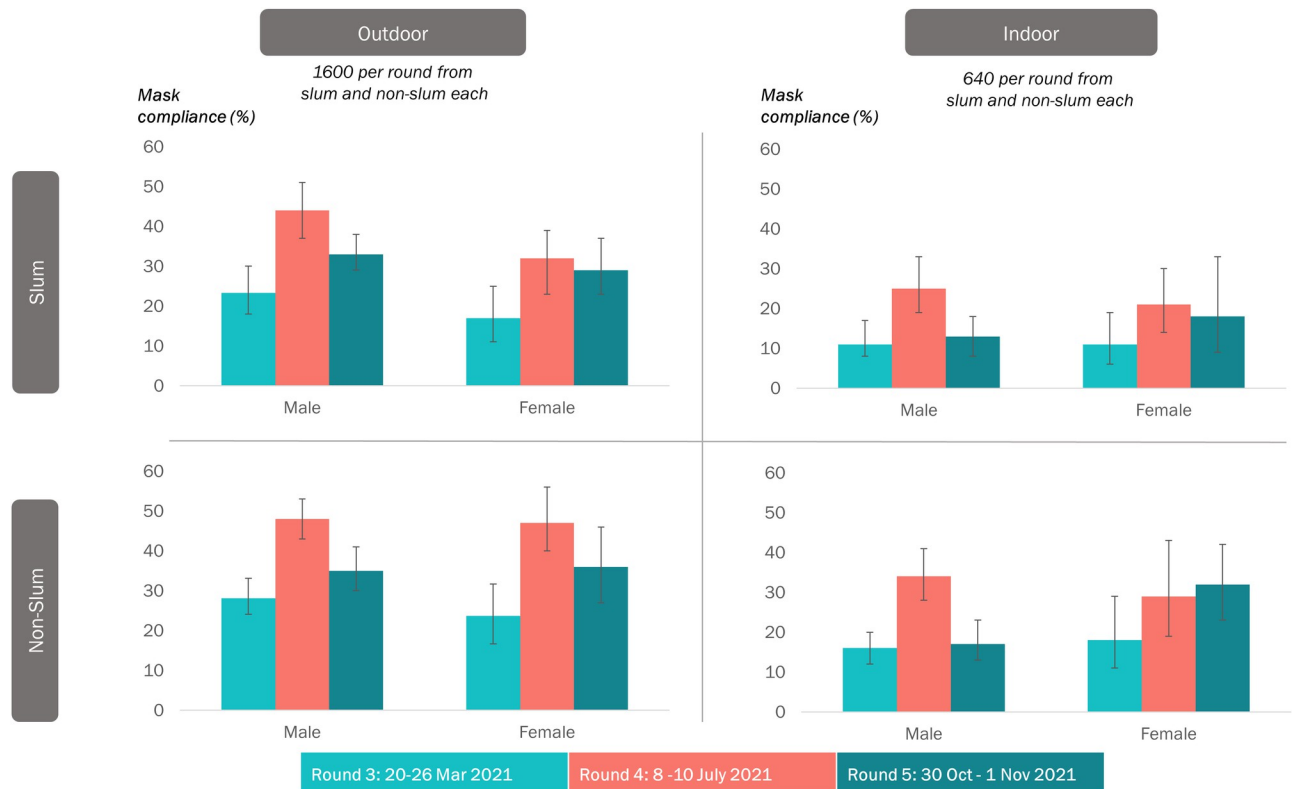 Outdoor
1600 per round from
slum and non-slum each
Indoor
640 per round from
slum and non-slum each
Slum
Mask
compliance (%)
60
50
40
30
20
10
0
Male
Female
Mask
compliance (%)
60
50
40
30
20
10
0
Male
Female
Non-Slum
60
50
40
30
20
10
0
Male
Female
60
50
40
30
20
10
0
Male
Female
Round 3: 20-26 Mar 2021
Round 4: 8 -10 July 2021
Round 5: 30 Oct - 1 Nov 2021